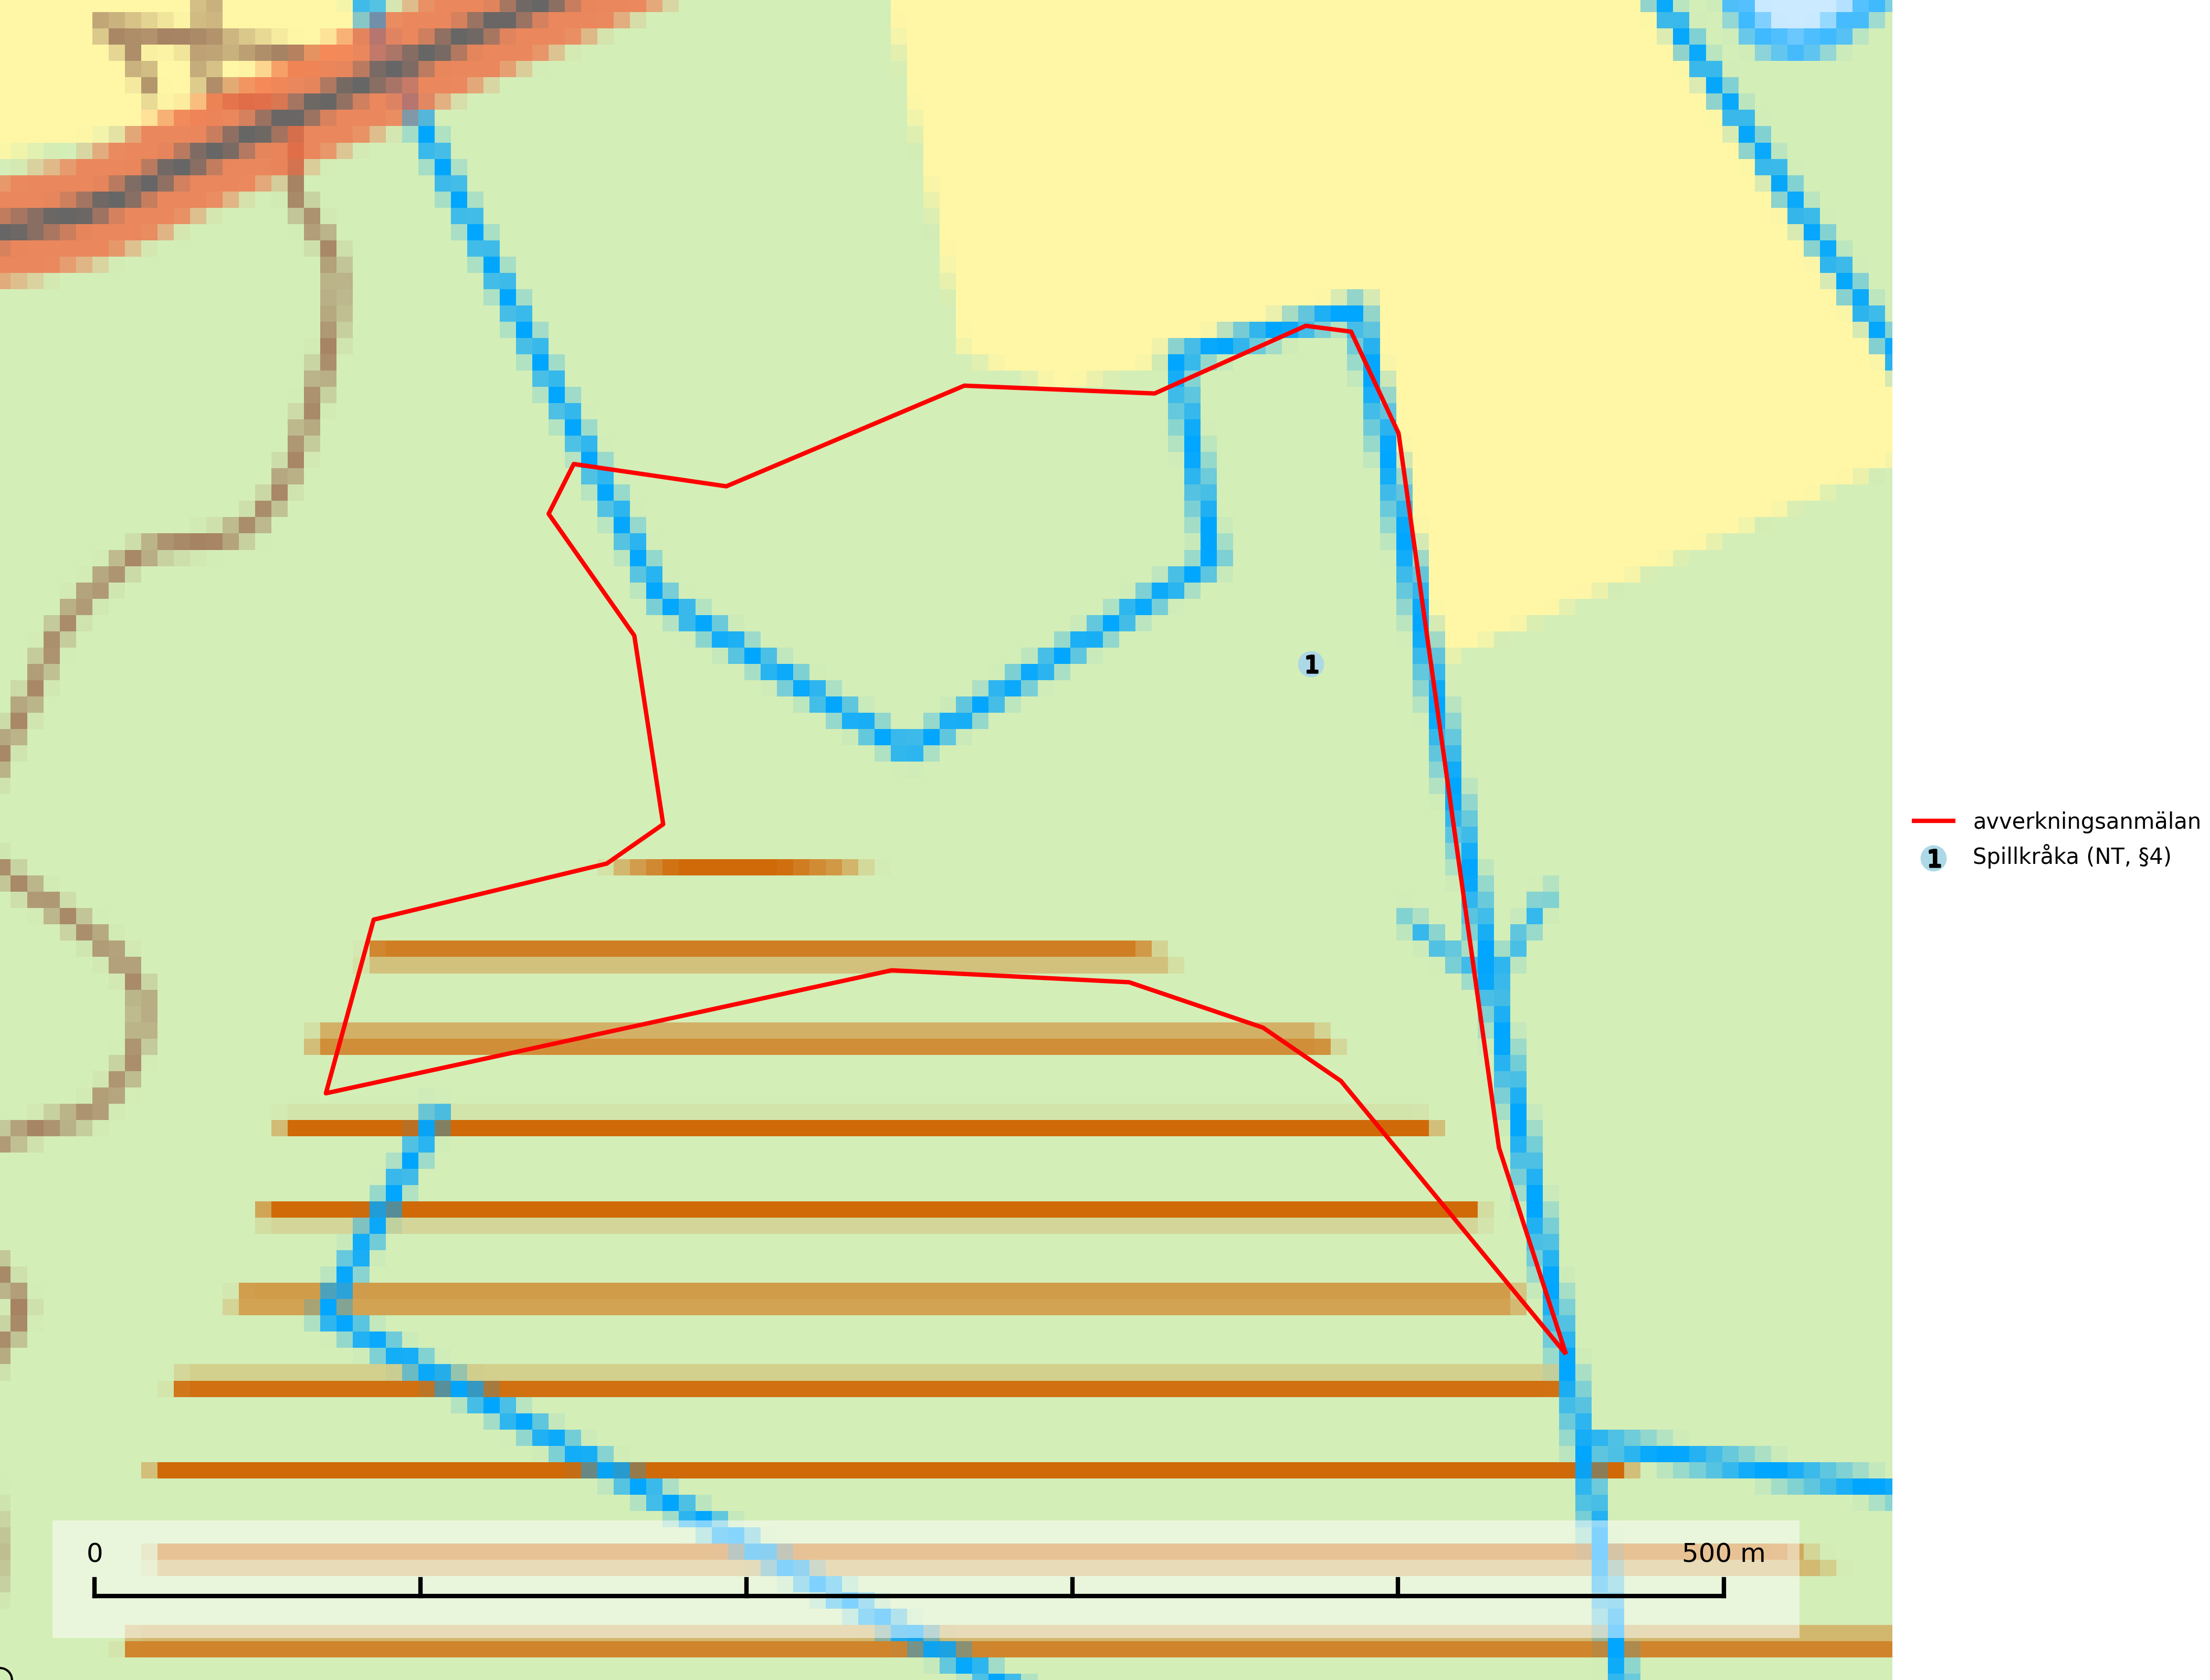 1
avverkningsanmälan
1 Spillkråka (NT, §4)
0 500 m